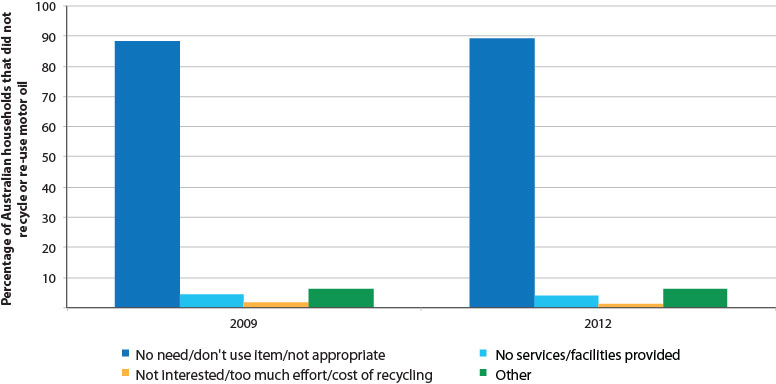 Percentage of Australian households that did not
recycle or re-use motor oil
100
90
80
70
60
50
40
30
20
10
2009
2012
No need/don't use item/not appropriate
No services/facilities provided
Not interested/too much effort/cost of recycling
Other